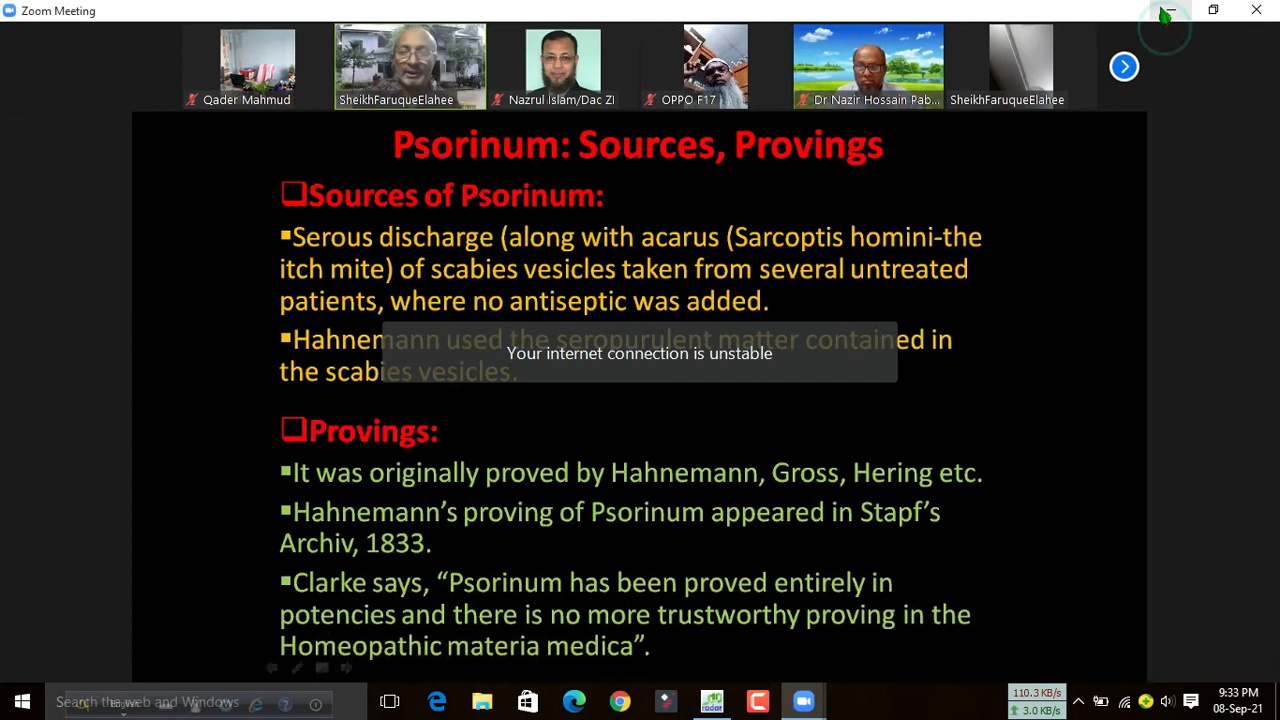 Zoom Meeting
Qader Mahmud
SheikhFaruqueElahee
Nazrul Islam/Dac ZI
OPPO F17
Dr Nazir Hossain Pab...
SheikhFaruqueElahee
Psorinum: Sources, Provings
❑Sources of Psorinum:
▪Serous discharge (along with acarus (Sarcoptis homini-the
itch mite) of scabies vesicles taken from several untreated
patients, where no antiseptic was added.
▪Hahnemann used the seropurulent matter contained in
Your internet connection is unstable
the scabies vesicles.
❑Provings:
▪It was originally proved by Hahnemann, Gross, Hering etc.
▪Hahnemann’s proving of Psorinum appeared in Stapf’s
Archiv, 1833.
▪Clarke says, “Psorinum has been proved entirely in
potencies and there is no more trustworthy proving in the
Homeopathic materia medica”.
Search the web and Windows
English
radar
110.3 KB/s
3.0 KB/s
9:33 PM
08-Sep-21